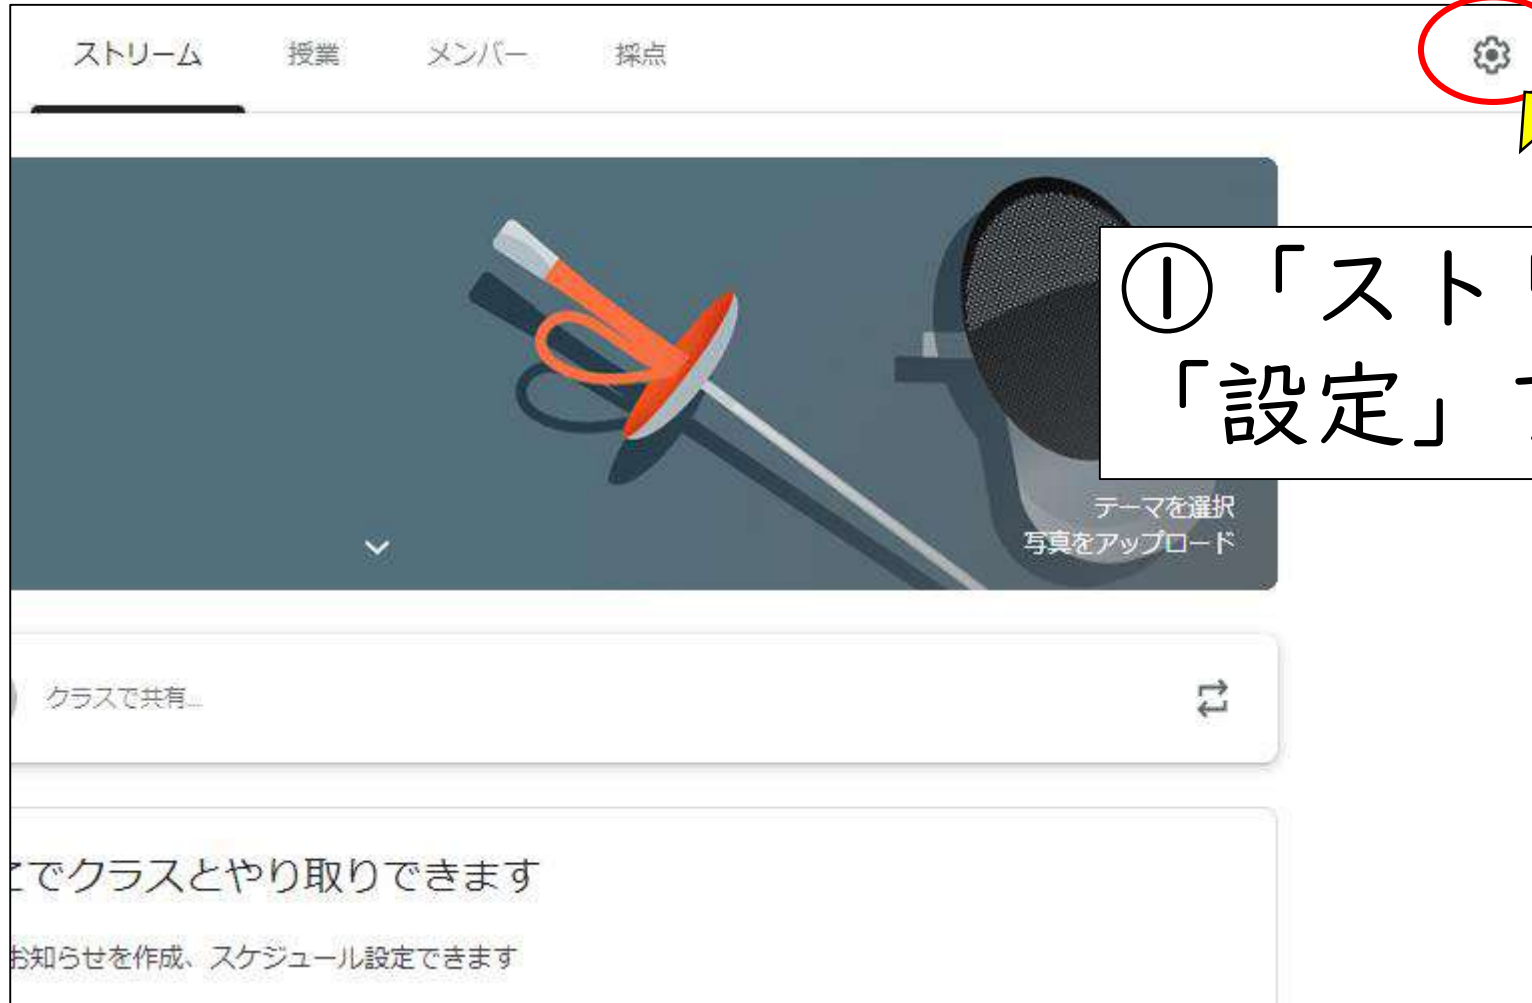 ストリーム 授業 メンバー 採点
①「スト
「設定」
テーマを選択
写真をアップロード
クラスで共有...
でクラスとやり取りできます
お知らせを作成、スケジュール設定できます